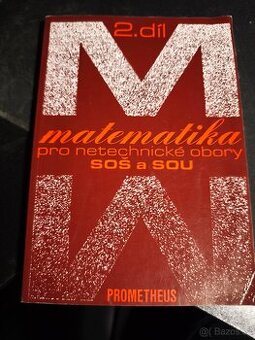 2. díl
M
matematika
pro netechnické obory
SOŠ a SOU
M
PROMETHEUS